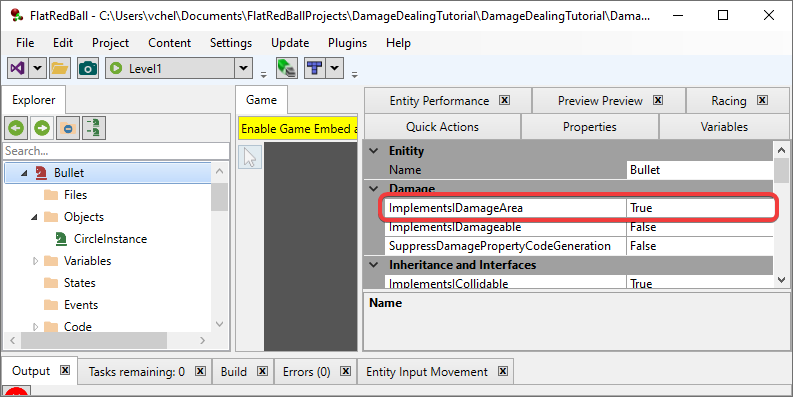 FlatRedBall - C:\Users\vchel\Documents\FlatRedBallProjects\DamageDealingTutorial\DamageDealingTutorial\Dama...
File Edit Project Content Settings Update Plugins Help
Level1
Explorer
Search...
Bullet
Files
Objects
CircleInstance
Variables
States
Events
Code
Game
Enable Game Embed a
Entity Performance Preview Preview Racing
Quick Actions Properties Variables
Entity
Name Bullet
Damage
ImplementsIDamageArea True
ImplementsIDamageable False
SuppressDamagePropertyCodeGeneration False
Inheritance and Interfaces
ImplementsICollidable True
Name
Output Tasks remaining: 0 Build Errors (0) Entity Input Movement